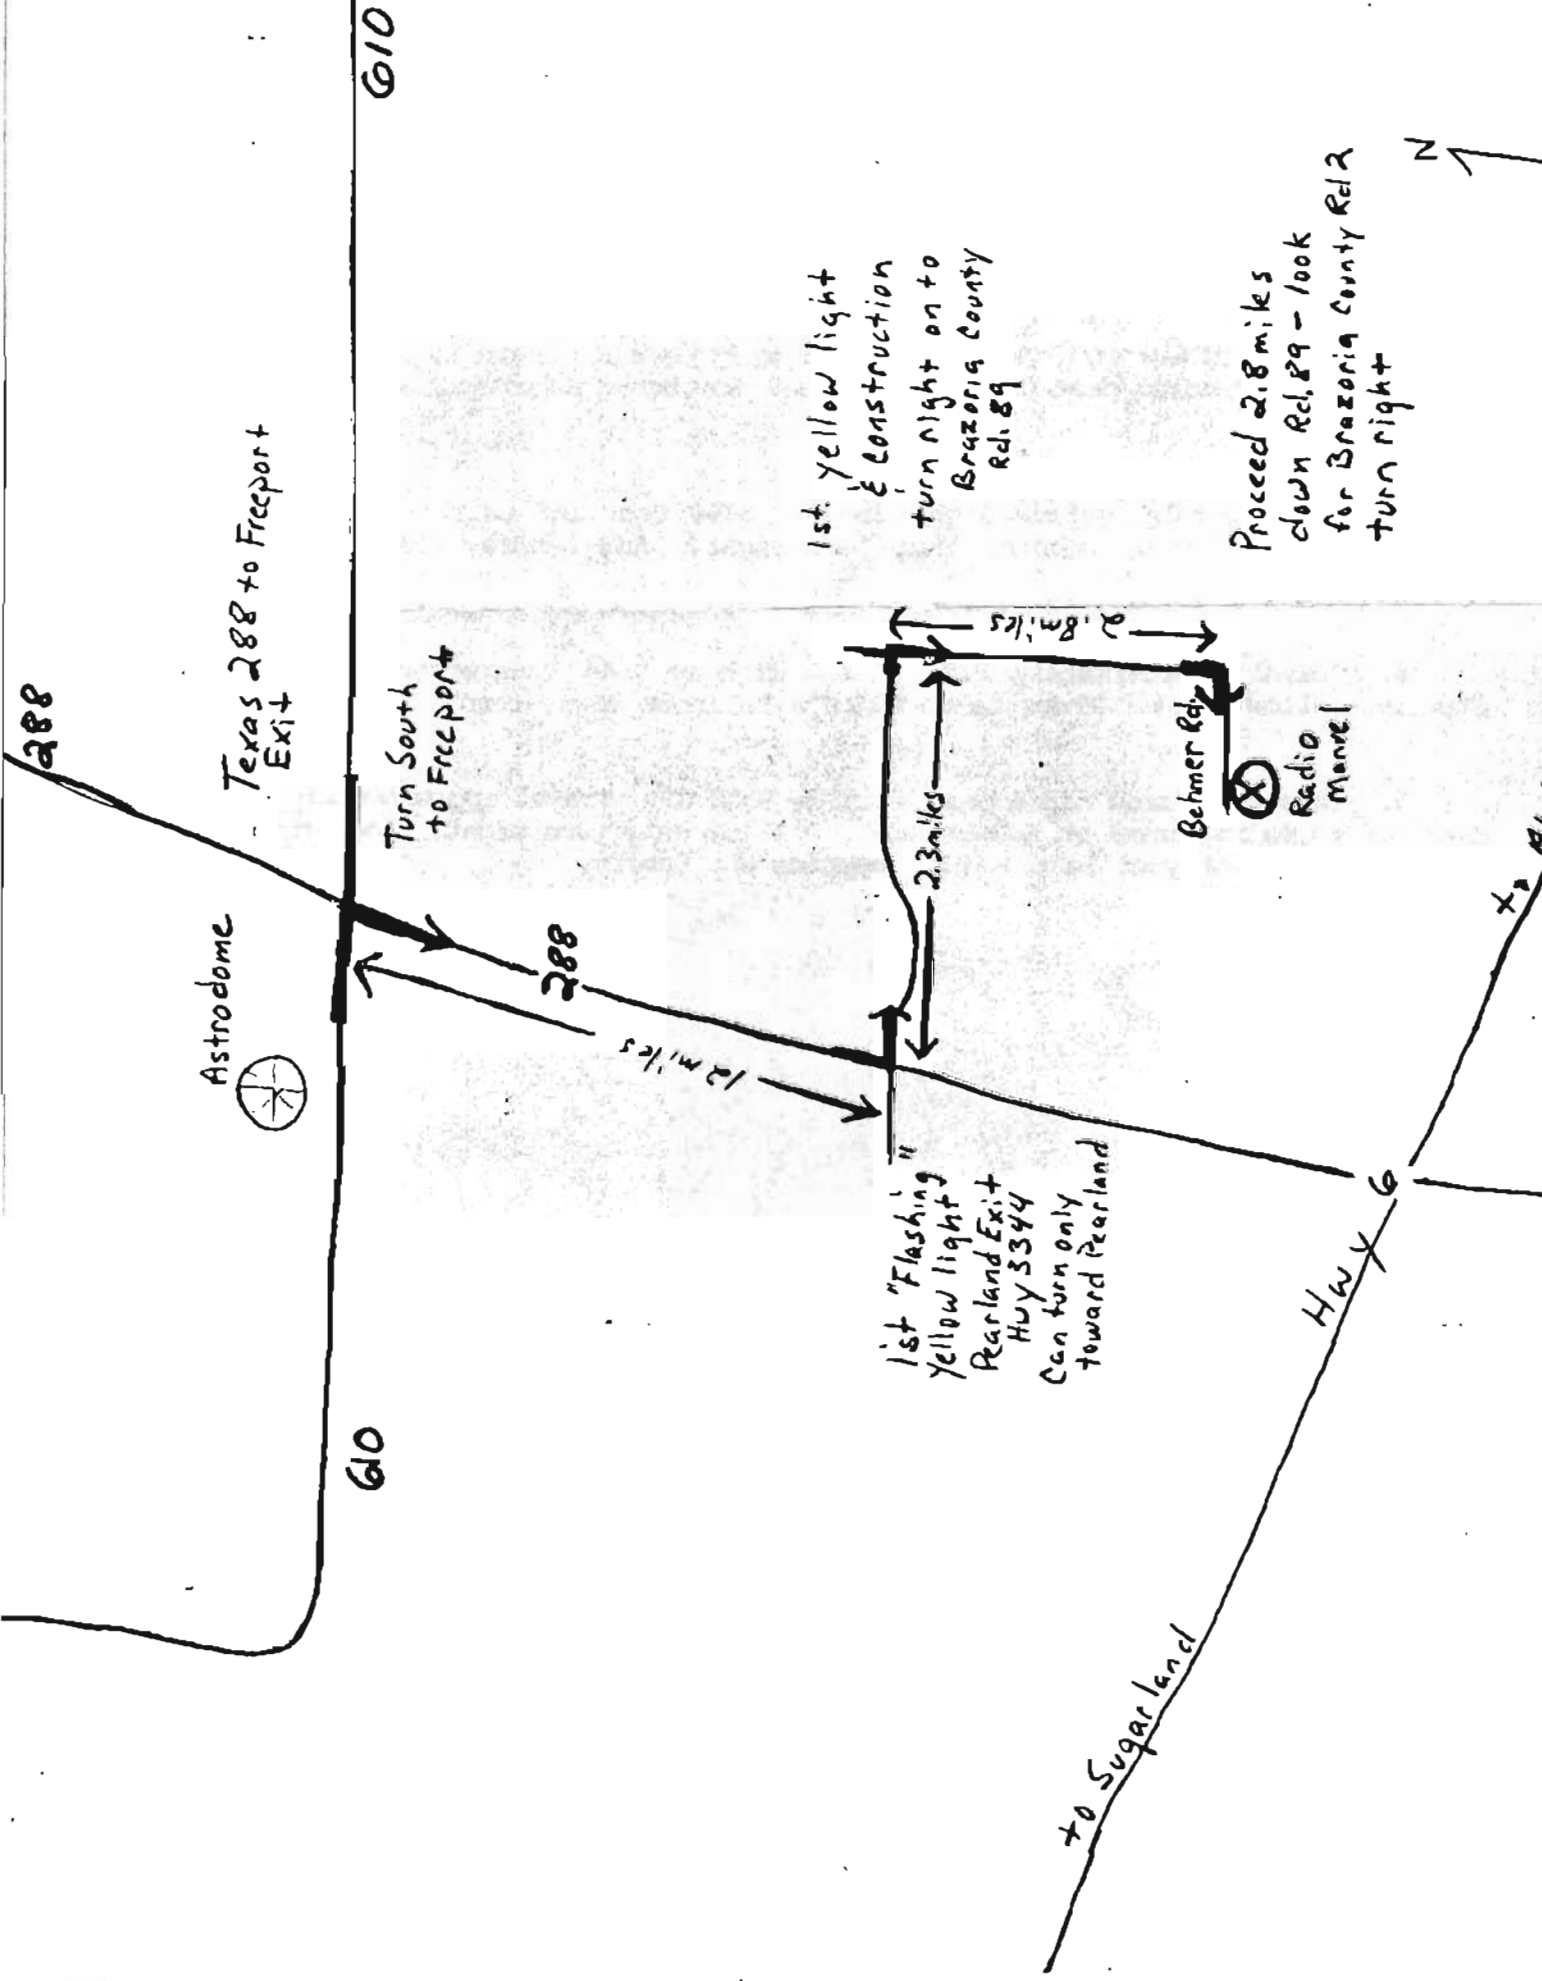 288
610
Texas 288 to Freeport
Exit
Astrodome
Turn South
to Freeport
610
288
12 miles
1st. yellow light
& Construction
turn right on to
Brazoria County
Rd. 89
1st "Flashing"
yellow light
Pearland Exit
Hwy 3344
Can turn only
toward Pearland
2.3 miles
2.8 miles
Behmer Rd.
X
Radio
Manvel
Proceed 2.8 miles
down Rd. 89 - look
for Brazoria County Rd 2
turn right
N
to Sugarland
Hwy 6